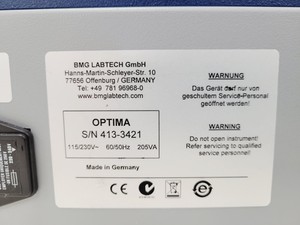 BMG LABTECH GmbH
Hanns-Martin-Schleyer-Str. 10
77656 Offenburg / GERMANY
Tel: +49 781 96968-0
www.bmglabtech.com
WARNUNG
Das Gerät darf nur von
geschultem Service-Personal
geöffnet werden!
OPTIMA
S/N 413-3421
115/230V~ 60/50Hz 205VA
Made in Germany
WARNING
Do not open instrument!
Refer servicing to qualified
service personnel!
CE